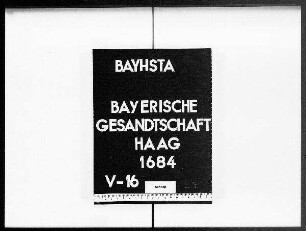 BAYHSTA
BAYERISCHE
GESANDTSCHAFT
HAAG
1684
V-16